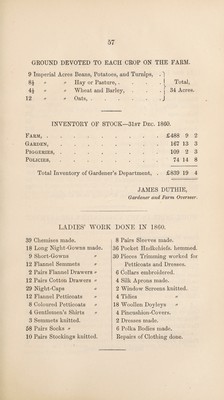 57
GROUND DEVOTED TO EACH CROP ON THE FARM.
9 Imperial Acres Beans, Potatoes, and Turnips, .
8½ " " Hay or Pasture, . . . . Total,
4½ " " Wheat and Barley, . . . . 34 Acres.
12 " " Oats, . . . . .
INVENTORY OF STOCK—31st DEC. 1860.
FARM, . . . . . . . . £488 9 2
GARDEN, . . . . . . . 167 13 3
PIGGERIES, . . . . . . . 109 2 3
POLICIES, . . . . . . . 74 14 8
Total Inventory of Gardener's Department, . £839 19 4
JAMES DUTHIE,
Gardener and Farm Overseer.
LADIES' WORK DONE IN 1860.
39 Chemises made.
18 Long Night-Gowns made.
9 Short-Gowns "
12 Flannel Semmets "
2 Pairs Flannel Drawers "
12 Pairs Cotton Drawers "
29 Night-Caps "
12 Flannel Petticoats "
8 Coloured Petticoats "
4 Gentlemen's Shirts "
3 Semmets knitted.
58 Pairs Socks "
10 Pairs Stockings knitted.
8 Pairs Sleeves made.
36 Pocket Hndkchiefs. hemmed.
30 Pieces Trimming worked for
Petticoats and Dresses.
6 Collars embroidered.
4 Silk Aprons made.
2 Window Screens knitted.
4 Tidies "
18 Woollen Doyleys "
4 Pincushion-Covers.
2 Dresses made.
6 Polka Bodies made,
Repairs of Clothing done.